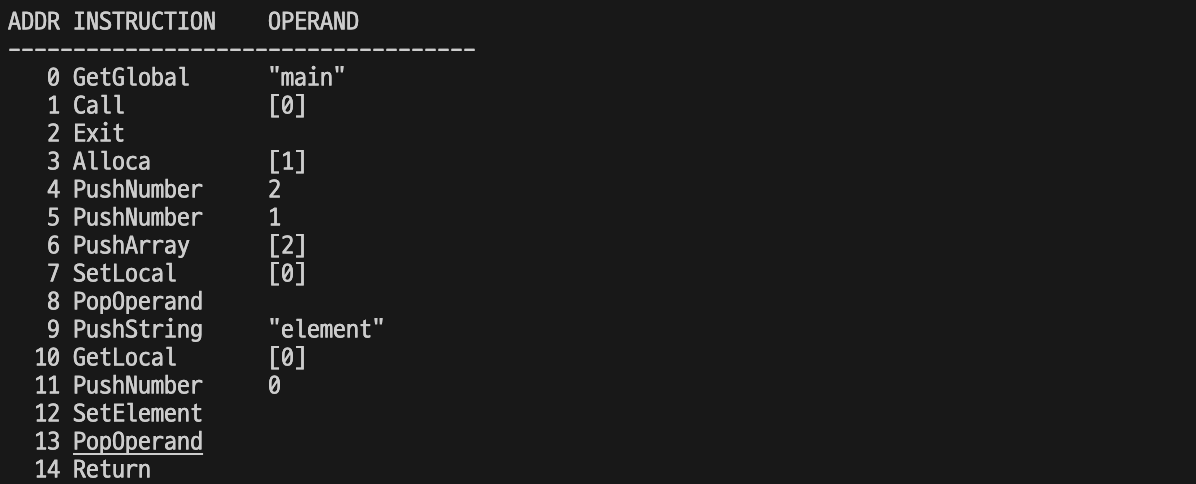 ADDR INSTRUCTION    OPERAND
------------------------------------
   0 GetGlobal      "main"
   1 Call           [0]
   2 Exit
   3 Alloca         [1]
   4 PushNumber     2
   5 PushNumber     1
   6 PushArray      [2]
   7 SetLocal       [0]
   8 PopOperand
   9 PushString     "element"
  10 GetLocal       [0]
  11 PushNumber     0
  12 SetElement
  13 PopOperand
  14 Return